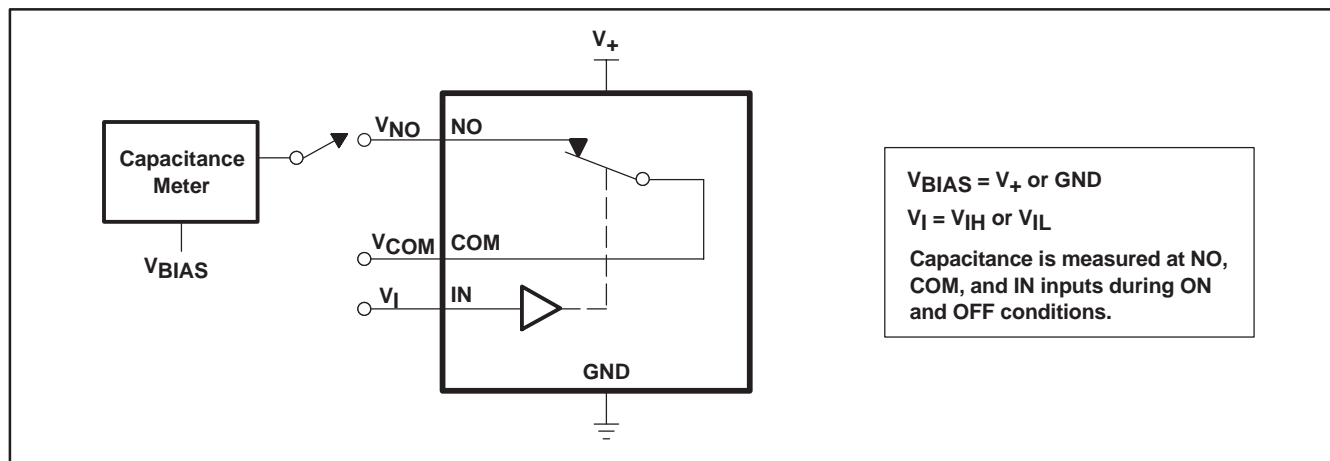 V+
VNO
NO
Capacitance
Meter
VCOM
COM
VBIAS
VI
IN
GND
VBIAS = V+ or GND
VI = VIH or VIL
Capacitance is measured at NO,
COM, and IN inputs during ON
and OFF conditions.